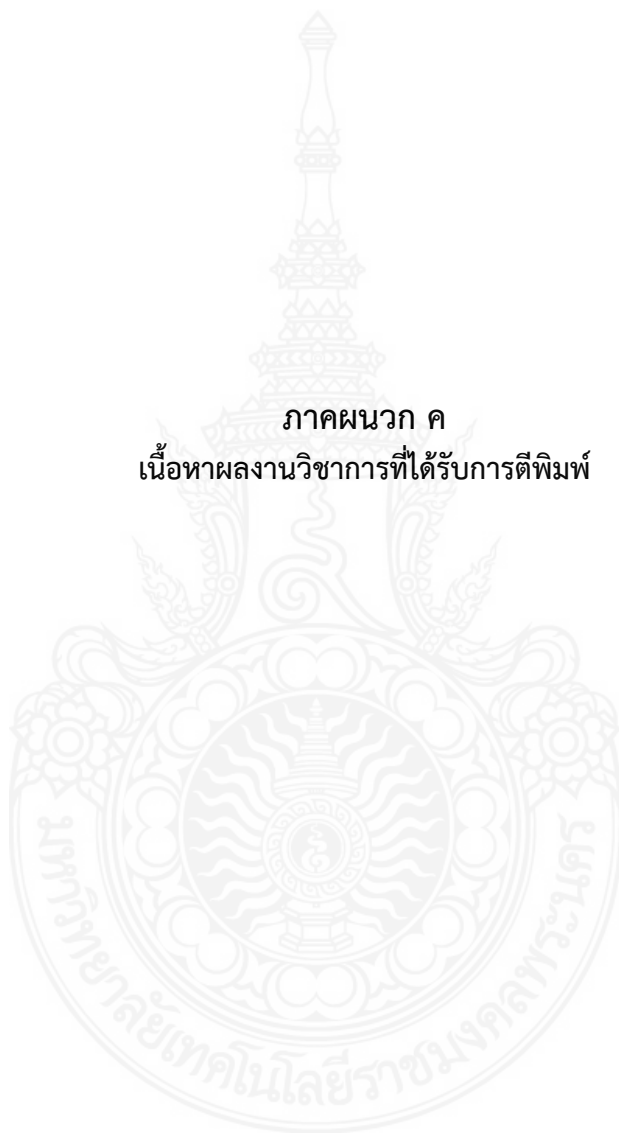 ภาคผนวก ค
เนื้อหาผลงานวิชาการที่ได้รับการตีพิมพ์
มหาวิทยาลัยเทคโนโลยีราชมงคลพระนคร